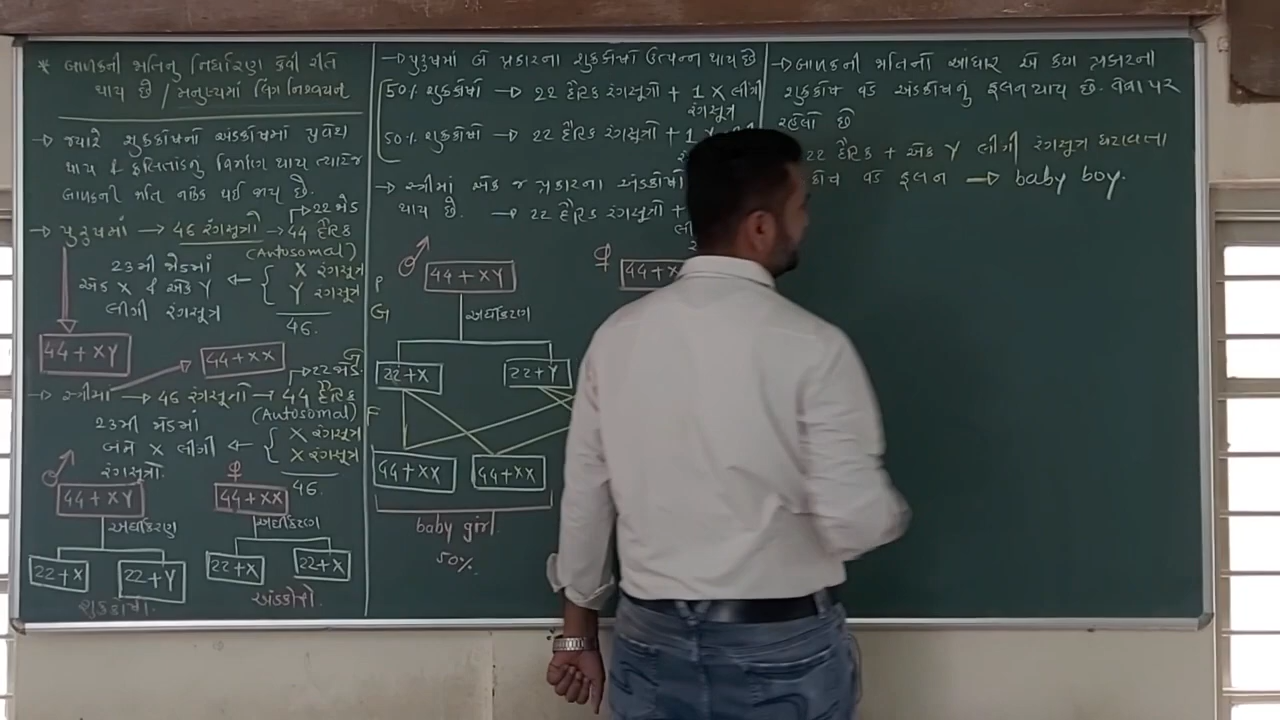 * બાળકની જાતિનું નિર્ધારણ કેવી રીતે
થાય છે / મનુષ્યમાં લિંગ નિશ્ચયન
→ જ્યારે શુક્રકોષનો અંડકોષમાં પ્રવેશ
થાય & ફલિતાંડનું નિર્માણ થાય ત્યારેજ
બાળકની જાતિ નક્કિ થઈ જાય છે.
→ 22 જોડ
→ પુરુષમાં → 46 રંગસૂત્રો → 44 દૈહિક
(Autosomal)
23મી જોડમાં ← { X રંગસૂત્ર
એક X & એક Y Y રંગસૂત્ર
લીંગી રંગસૂત્ર 46.
44+XY 44+XX
→ 22 જોડ
→ સ્ત્રીમાં → 46 રંગસૂત્રો → 44 દૈહિક
(Autosomal)
23મી જોડમાં
બંને X લીંગી ← { X રંગસૂત્ર
રંગસૂત્રો. X રંગસૂત્ર
46.
♂ ♀
44+XY 44+XX
અર્ધીકરણ અર્ધીકરણ
22+X 22+Y 22+X 22+X
શુક્રકોષો. અંડકોષો.
→ પુરુષમાં બે પ્રકારના શુક્રકોષો ઉત્પન્ન થાય છે
50% શુક્રકોષો → 22 દૈહિક રંગસૂત્રો + 1 X લીંગી
રંગસૂત્ર
50% શુક્રકોષો → 22 દૈહિક રંગસૂત્રો + 1
→ સ્ત્રીમાં એક જ પ્રકારના અંડકોષો
થાય છે. → 22 દૈહિક રંગસૂત્રો +
♂ ♀
P 44+XY 44+X
G અર્ધીકરણ
22+X 22+Y
F
44+XX 44+XX
baby girl.
50%.
→ બાળકની જાતિનો આધાર એ કયા પ્રકારના
શુક્રકોષ વડે અંડકોષનું ફલન થાય છે. તેના પર
રહેલો છે
22 દૈહિક + એક Y લીંગી રંગસૂત્ર ધરાવતા
કોષ વડે ફલન → baby boy.